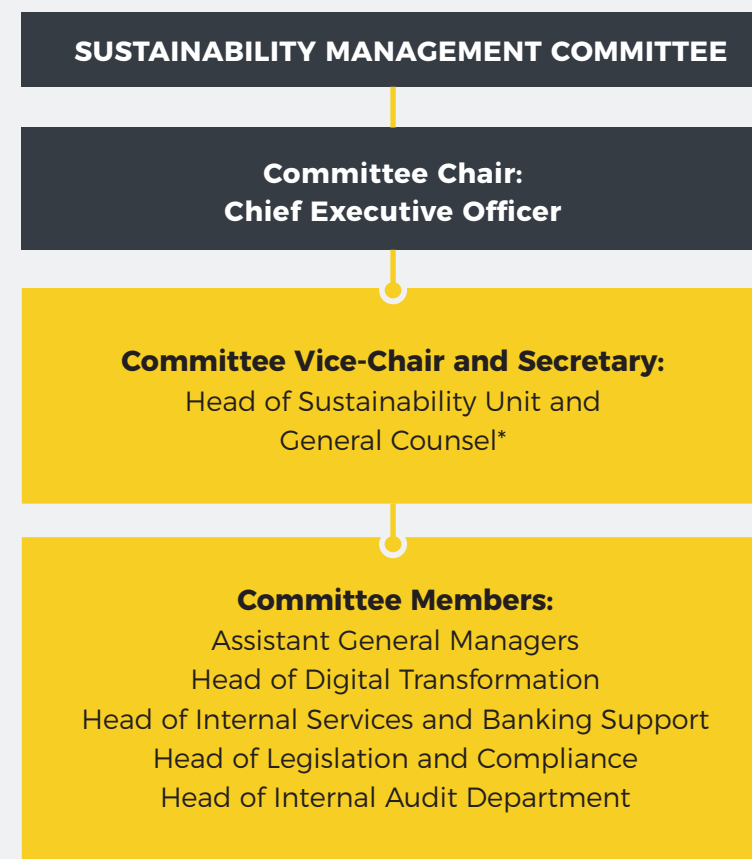 SUSTAINABILITY MANAGEMENT COMMITTEE
Committee Chair:
Chief Executive Officer
Committee Vice-Chair and Secretary:
Head of Sustainability Unit and
General Counsel*
Committee Members:
Assistant General Managers
Head of Digital Transformation
Head of Internal Services and Banking Support
Head of Legislation and Compliance
Head of Internal Audit Department